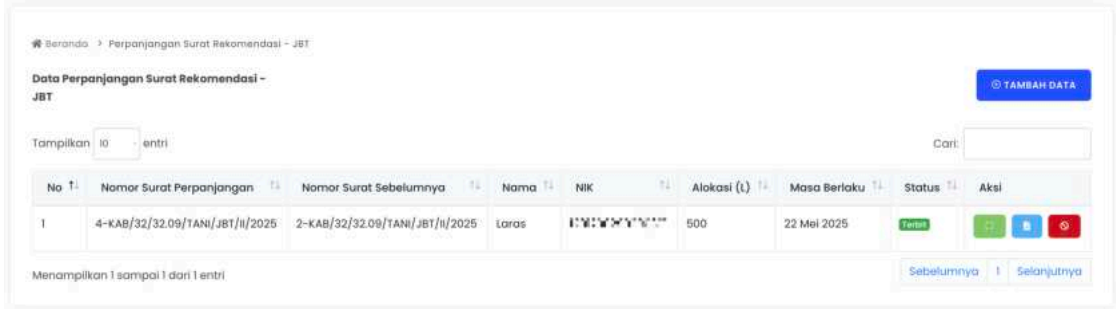 Beranda > Perpanjangan Surat Rekomendasi - JBT
Data Perpanjangan Surat Rekomendasi -
JBT
TAMBAH DATA
Tampilkan 10 entri
Cari:
No Nomor Surat Perpanjangan Nomor Surat Sebelumnya Nama NIK Alokasi (L) Masa Berlaku Status Aksi
1 4-KAB/32/32.09/TANI/JBT/II/2025 2-KAB/32/32.09/TANI/JBT/II/2025 Laras 500 22 Mei 2025 Terbit
Menampilkan 1 sampai 1 dari 1 entri
Sebelumnya 1 Selanjutnya